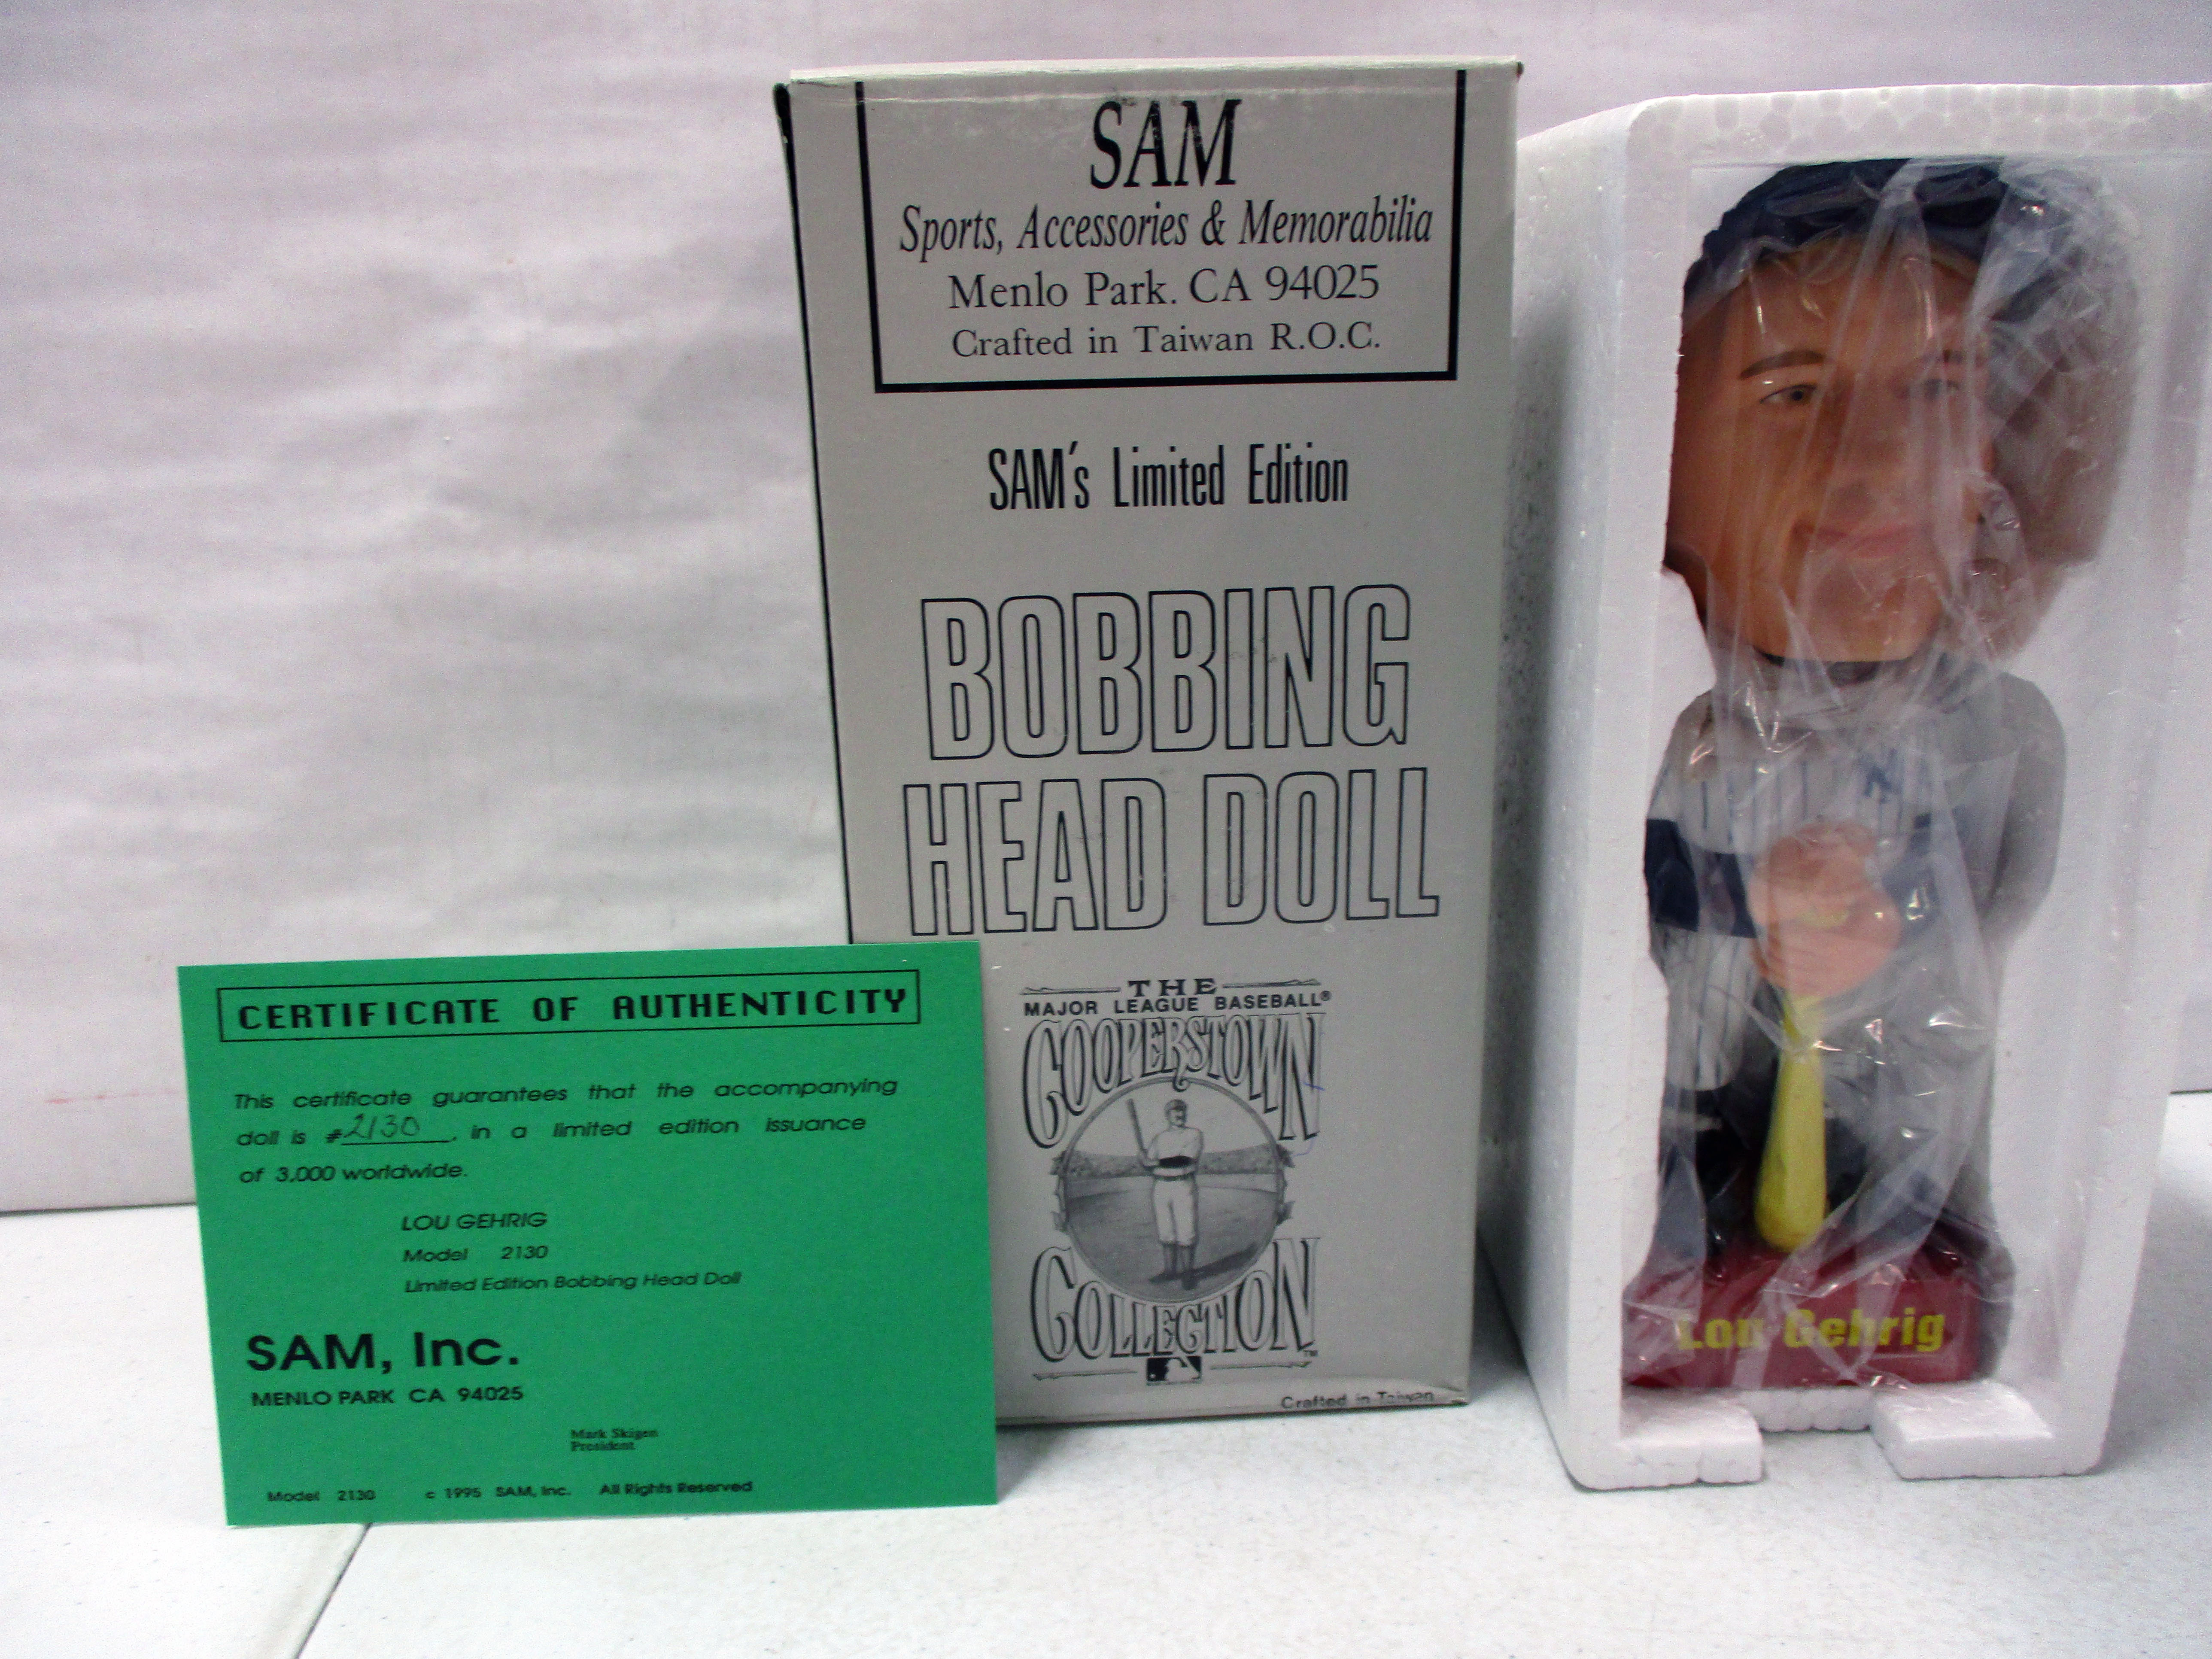 SAM
Sports, Accessories & Memorabilia
Menlo Park. CA 94025
Crafted in Taiwan R.O.C.
SAM's Limited Edition
BOBBING
HEAD DOLL
THE
MAJOR LEAGUE BASEBALL®
COOPERSTOWN
COLLECTION™
Crafted in Taiwan
CERTIFICATE OF AUTHENTICITY
This certificate guarantees that the accompanying
doll is #2130, in a limited edition issuance
of 3,000 worldwide.
LOU GEHRIG
Model 2130
Limited Edition Bobbing Head Doll
SAM, Inc.
MENLO PARK CA 94025
Mark Skigen
President
Model 2130 c 1995 SAM, Inc. All Rights Reserved
NY
Lou Gehrig